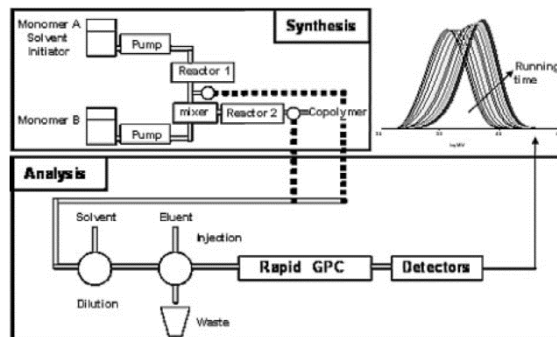 Synthesis
Monomer A
Solvent
Initiator
Pump
Reactor 1
Monomer B
Pump
mixer
Reactor 2
Copolymer
Running
time
Analysis
Solvent
Eluent
Injection
Rapid GPC
Detectors
Dilution
Waste